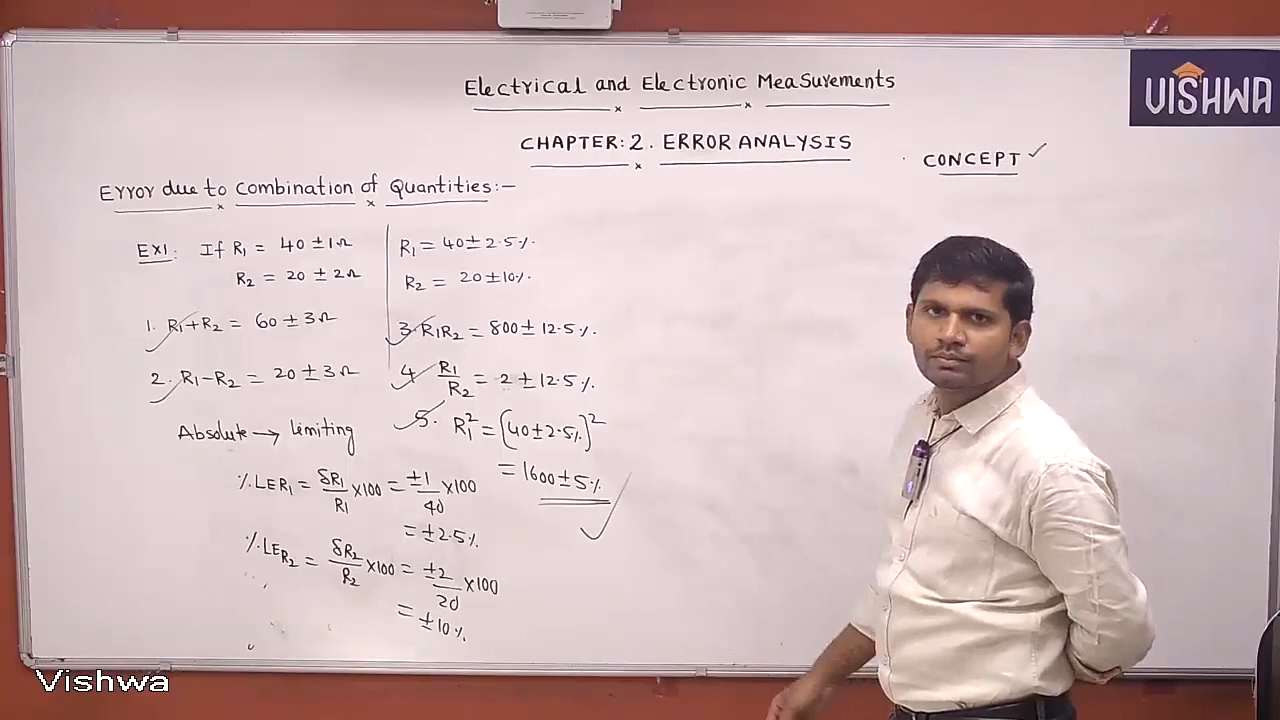 Electrical and Electronic Measurements
VISHWA
CHAPTER: 2. ERROR ANALYSIS
CONCEPT ✓
Error due to Combination of Quantities:-
EX1: If R₁ = 40 ± 1Ω
R₂ = 20 ± 2Ω
1. R₁+R₂ = 60 ± 3Ω
2. R₁-R₂ = 20 ± 3Ω
Absolute → limiting
%LER₁ = δR₁/R₁ ×100 = ±1/40 ×100
= ±2.5%
%LER₂ = δR₂/R₂ ×100 = ±2/20 ×100
= ±10%
R₁ = 40 ± 2.5%
R₂ = 20 ± 10%
3. R₁R₂ = 800 ± 12.5%
4 R₁/R₂ = 2 ± 12.5%
5. R₁² = (40 ± 2.5%)²
= 1600 ± 5%
Vishwa